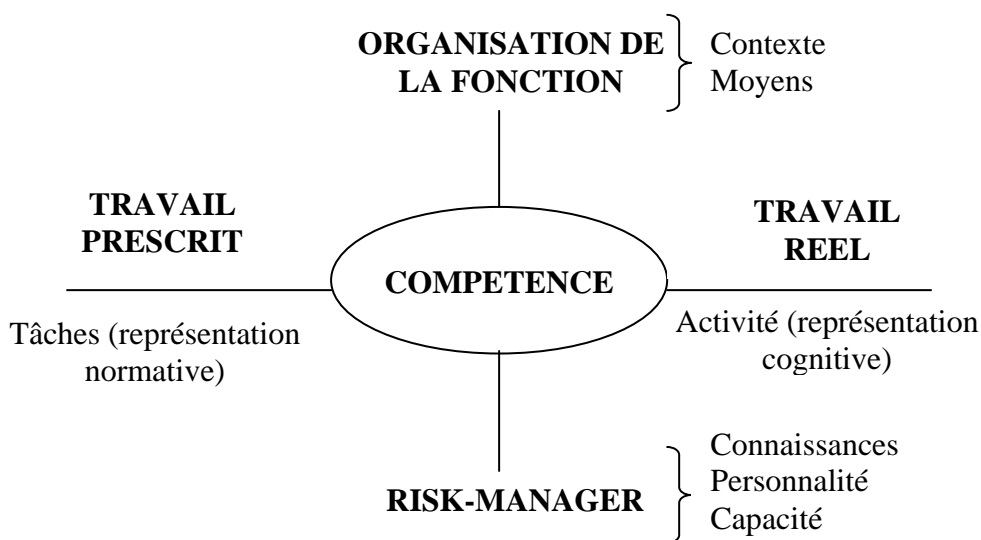 ORGANISATION DE
LA FONCTION
Contexte
Moyens
TRAVAIL
PRESCRIT
TRAVAIL
REEL
COMPETENCE
Tâches (représentation
normative)
Activité (représentation
cognitive)
RISK-MANAGER
Connaissances
Personnalité
Capacité